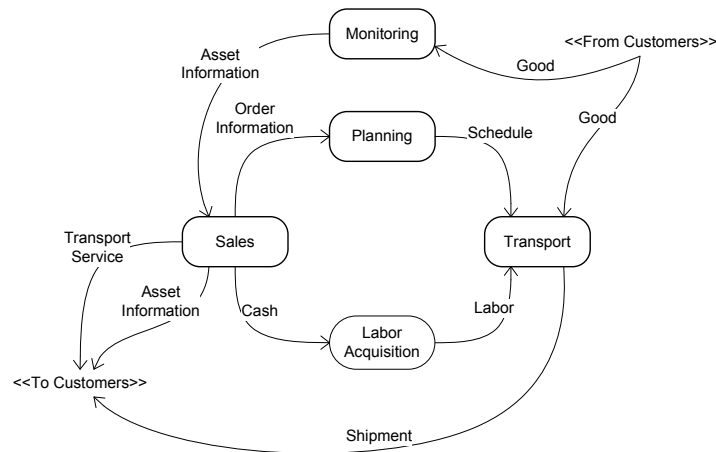 Monitoring
<<From Customers>>
Asset
Information
Good
Order
Information
Good
Planning
Schedule
Transport
Service
Sales
Transport
Asset
Information
Cash
Labor
Labor
Acquisition
<<To Customers>>
Shipment